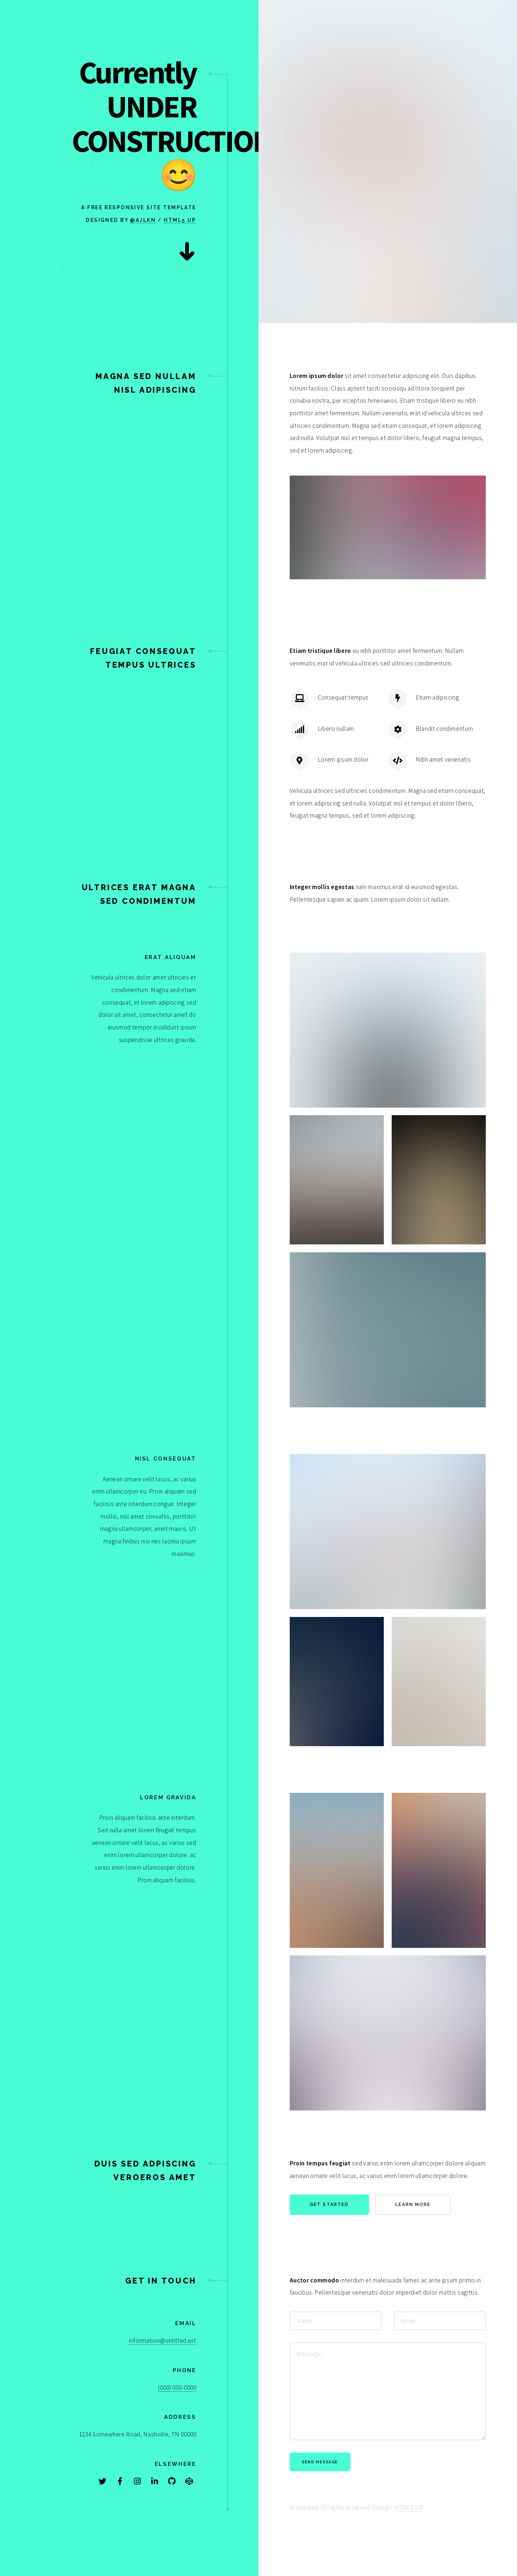 Currently
UNDER
CONSTRUCTION
😊
A FREE RESPONSIVE SITE TEMPLATE
DESIGNED BY @AJLKN / HTML5 UP
MAGNA SED NULLAM
NISL ADIPISCING
Lorem ipsum dolor sit amet consectetur adipiscing elit. Duis dapibus
rutrum facilisis. Class aptent taciti sociosqu ad litora torquent per
conubia nostra, per inceptos himenaeos. Etiam tristique libero eu nibh
porttitor amet fermentum. Nullam venenatis erat id vehicula ultrices sed
ultricies condimentum. Magna sed etiam consequat, et lorem adipiscing
sed nulla. Volutpat nisl et tempus et dolor libero, feugiat magna tempus,
sed et lorem adipiscing.
FEUGIAT CONSEQUAT
TEMPUS ULTRICES
Etiam tristique libero eu nibh porttitor amet fermentum. Nullam
venenatis erat id vehicula ultrices sed ultricies condimentum.
Consequat tempus
Etiam adipiscing
Libero nullam
Blandit condimentum
Lorem ipsum dolor
Nibh amet venenatis
Vehicula ultrices sed ultricies condimentum. Magna sed etiam consequat,
et lorem adipiscing sed nulla. Volutpat nisl et tempus et dolor libero,
feugiat magna tempus, sed et lorem adipiscing.
ULTRICES ERAT MAGNA
SED CONDIMENTUM
Integer mollis egestas nam maximus erat id euismod egestas.
Pellentesque sapien ac quam. Lorem ipsum dolor sit nullam.
ERAT ALIQUAM
Vehicula ultrices dolor amet ultricies et
condimentum. Magna sed etiam
consequat, et lorem adipiscing sed
dolor sit amet, consectetur amet do
eiusmod tempor incididunt ipsum
suspendisse ultrices gravida.
NISL CONSEQUAT
Aenean ornare velit lacus, ac varius
enim ullamcorper eu. Proin aliquam sed
facilisis ante interdum congue. Integer
mollis, nisl amet convallis, porttitor
magna ullamcorper, amet mauris. Ut
magna finibus nisi nec lacinia ipsum
maximus.
LOREM GRAVIDA
Proin aliquam facilisis ante interdum.
Sed nulla amet lorem feugiat tempus
aenean ornare velit lacus, ac varius sed
enim lorem ullamcorper dolore. ac
varius enim lorem ullamcorper dolore.
Proin aliquam facilisis.
DUIS SED ADPISCING
VEROEROS AMET
Proin tempus feugiat sed varius enim lorem ullamcorper dolore aliquam
aenean ornare velit lacus, ac varius enim lorem ullamcorper dolore.
GET STARTED
LEARN MORE
GET IN TOUCH
Auctor commodo interdum et malesuada fames ac ante ipsum primis in
faucibus. Pellentesque venenatis dolor imperdiet dolor mattis sagittis.
Name
Email
Message
SEND MESSAGE
EMAIL
information@untitled.ext
PHONE
(000) 000-0000
ADDRESS
1234 Somewhere Road, Nashville, TN 00000
ELSEWHERE
© Untitled. All rights reserved. Design: HTML5 UP.